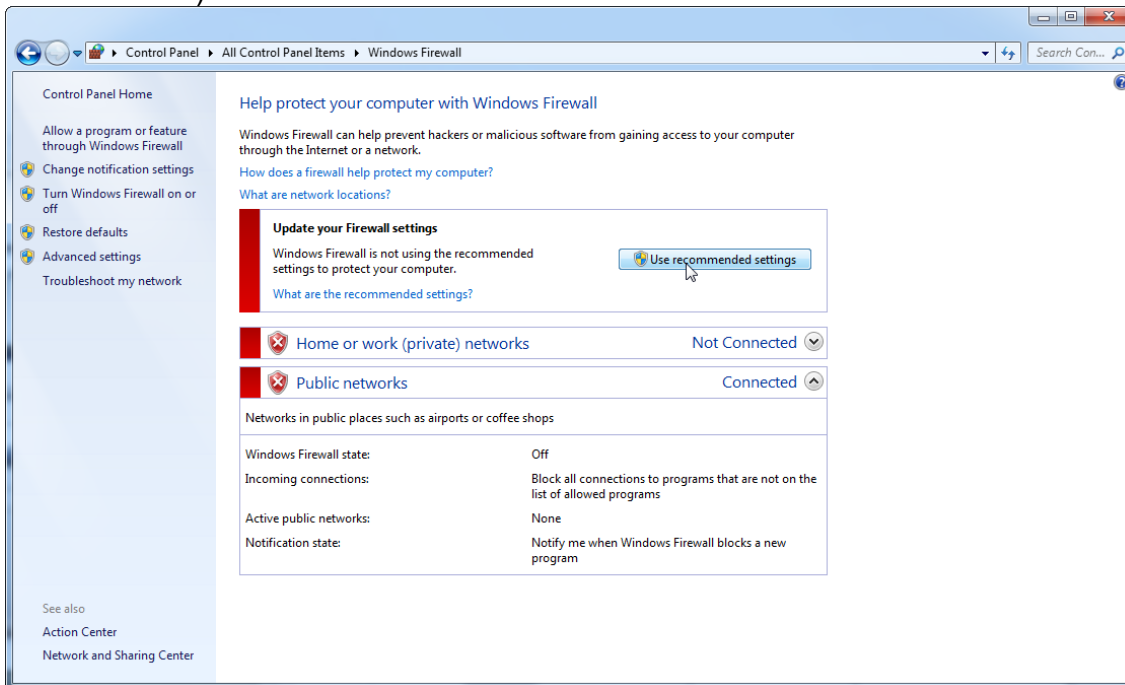 )
Control Panel ▸ All Control Panel Items ▸ Windows Firewall
Search Con...
Control Panel Home
Allow a program or feature
through Windows Firewall
Change notification settings
Turn Windows Firewall on or
off
Restore defaults
Advanced settings
Troubleshoot my network
See also
Action Center
Network and Sharing Center
Help protect your computer with Windows Firewall
Windows Firewall can help prevent hackers or malicious software from gaining access to your computer
through the Internet or a network.
How does a firewall help protect my computer?
What are network locations?
Update your Firewall settings
Windows Firewall is not using the recommended
settings to protect your computer.
Use recommended settings
What are the recommended settings?
Home or work (private) networks Not Connected
Public networks Connected
Networks in public places such as airports or coffee shops
Windows Firewall state: Off
Incoming connections: Block all connections to programs that are not on the
list of allowed programs
Active public networks: None
Notification state: Notify me when Windows Firewall blocks a new
program